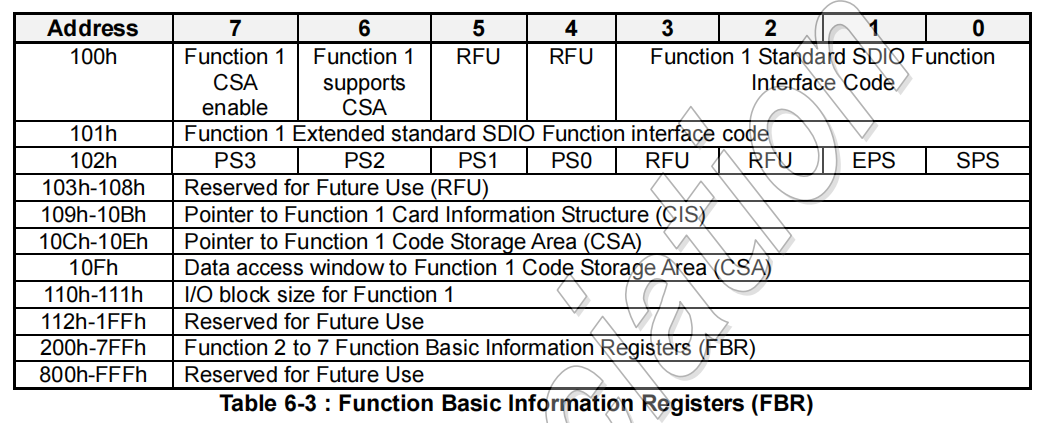 Address 7 6 5 4 3 2 1 0
100h Function 1 CSA enable Function 1 supports CSA RFU RFU Function 1 Standard SDIO Function Interface Code
101h Function 1 Extended standard SDIO Function interface code
102h PS3 PS2 PS1 PS0 RFU RFU EPS SPS
103h-108h Reserved for Future Use (RFU)
109h-10Bh Pointer to Function 1 Card Information Structure (CIS)
10Ch-10Eh Pointer to Function 1 Code Storage Area (CSA)
10Fh Data access window to Function 1 Code Storage Area (CSA)
110h-111h I/O block size for Function 1
112h-1FFh Reserved for Future Use
200h-7FFh Function 2 to 7 Function Basic Information Registers (FBR)
800h-FFFh Reserved for Future Use
Table 6-3 : Function Basic Information Registers (FBR)